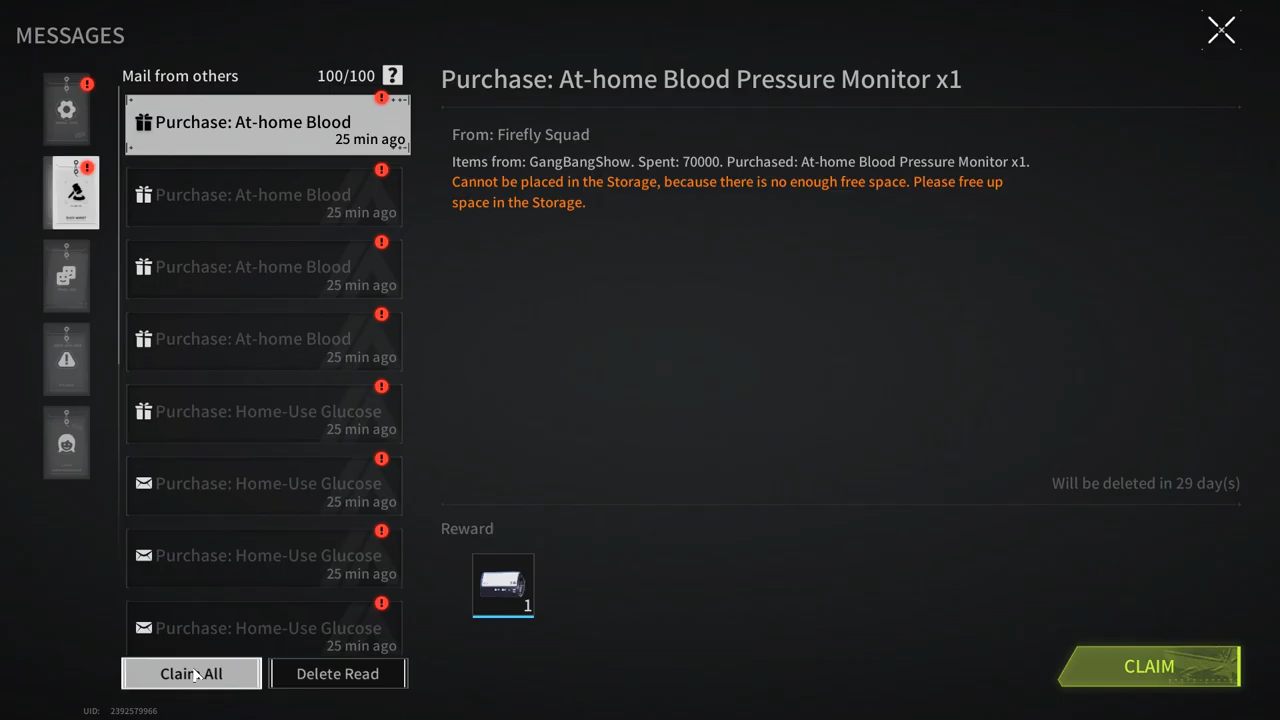 MESSAGES
Mail from others 100/100 ?
Purchase: At-home Blood
25 min ago
Purchase: At-home Blood
25 min ago
Purchase: At-home Blood
25 min ago
Purchase: At-home Blood
25 min ago
Purchase: Home-Use Glucose
25 min ago
Purchase: Home-Use Glucose
25 min ago
Purchase: Home-Use Glucose
25 min ago
Purchase: Home-Use Glucose
25 min ago
Claim All
Delete Read
Purchase: At-home Blood Pressure Monitor x1
From: Firefly Squad
Items from: GangBangShow. Spent: 70000. Purchased: At-home Blood Pressure Monitor x1.
Cannot be placed in the Storage, because there is no enough free space. Please free up
space in the Storage.
Will be deleted in 29 day(s)
Reward
1
CLAIM
UID: 2392579966